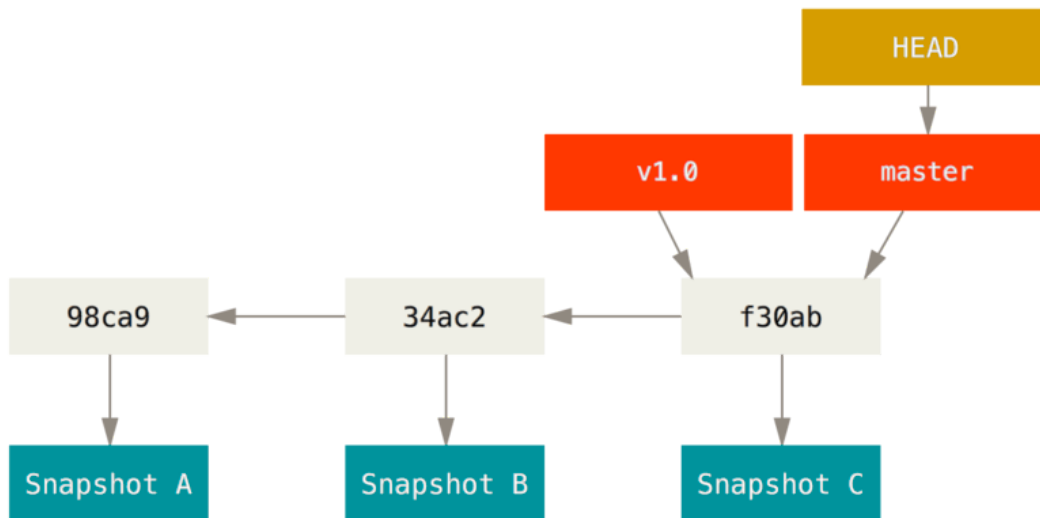 HEAD
v1.0
master
98ca9
34ac2
f30ab
Snapshot A
Snapshot B
Snapshot C